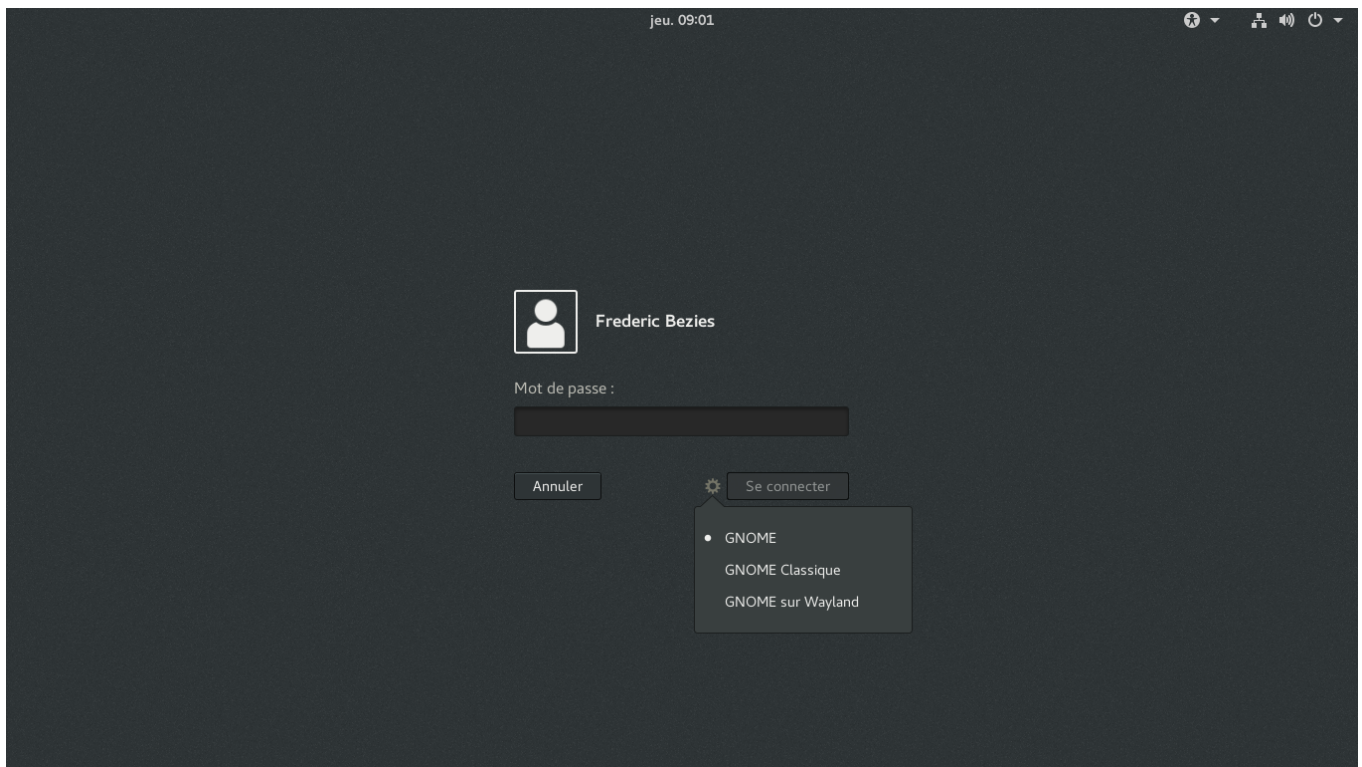 jeu. 09:01
Frederic Bezies
Mot de passe :
Annuler
Se connecter
GNOME
GNOME Classique
GNOME sur Wayland